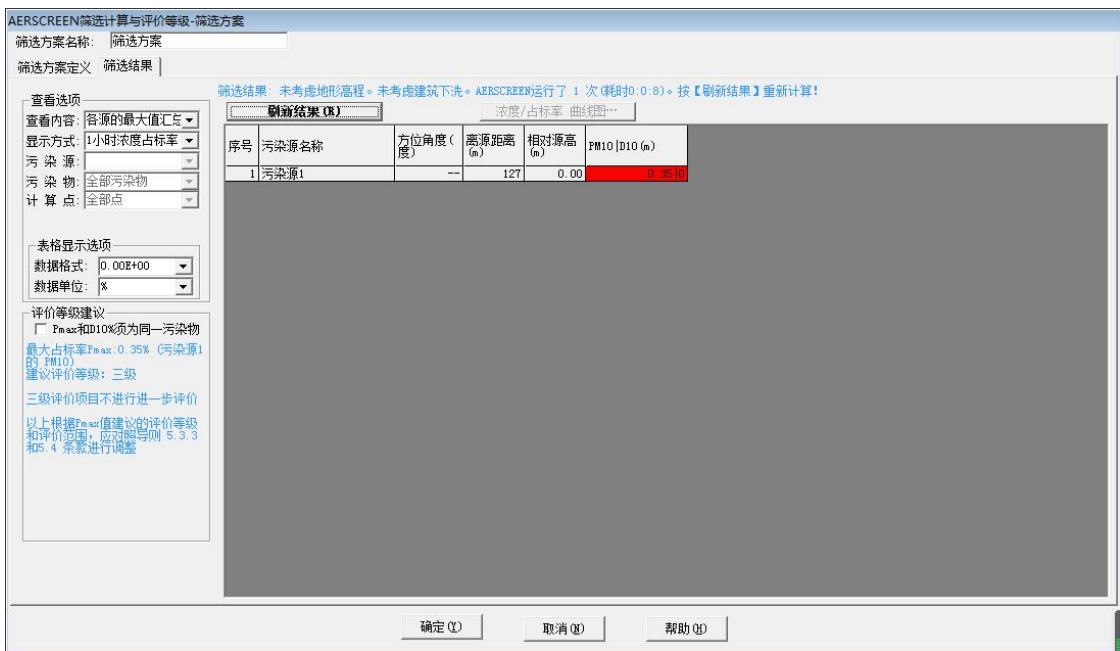 AERSCREEN筛选计算与评价等级-筛选方案
筛选方案名称: 筛选方案
筛选方案定义 筛选结果
筛选结果: 未考虑地形高程。未考虑建筑下洗。AERSCREEN运行了 1 次(耗时0:0:8)。按【刷新结果】重新计算!
查看选项
查看内容: 各源的最大值汇总
显示方式: 1小时浓度占标率
污 染 源:
污 染 物: 全部污染物
计 算 点: 全部点
刷新结果(R) 浓度/占标率 曲线图…
序号 污染源名称 方位角度(度) 离源距离(m) 相对源高(m) PM10|D10(m)
1 污染源1 -- 127 0.00 0.35|0
表格显示选项
数据格式: 0.00E+00
数据单位: %
评价等级建议
Pmax和D10%须为同一污染物
最大占标率Pmax:0.35% (污染源1
的 PM10)
建议评价等级: 三级
三级评价项目不进行进一步评价
以上根据Pmax值建议的评价等级
和评价范围,应对照导则 5.3.3
和5.4 条款进行调整
确定(Y) 取消(N) 帮助(H)